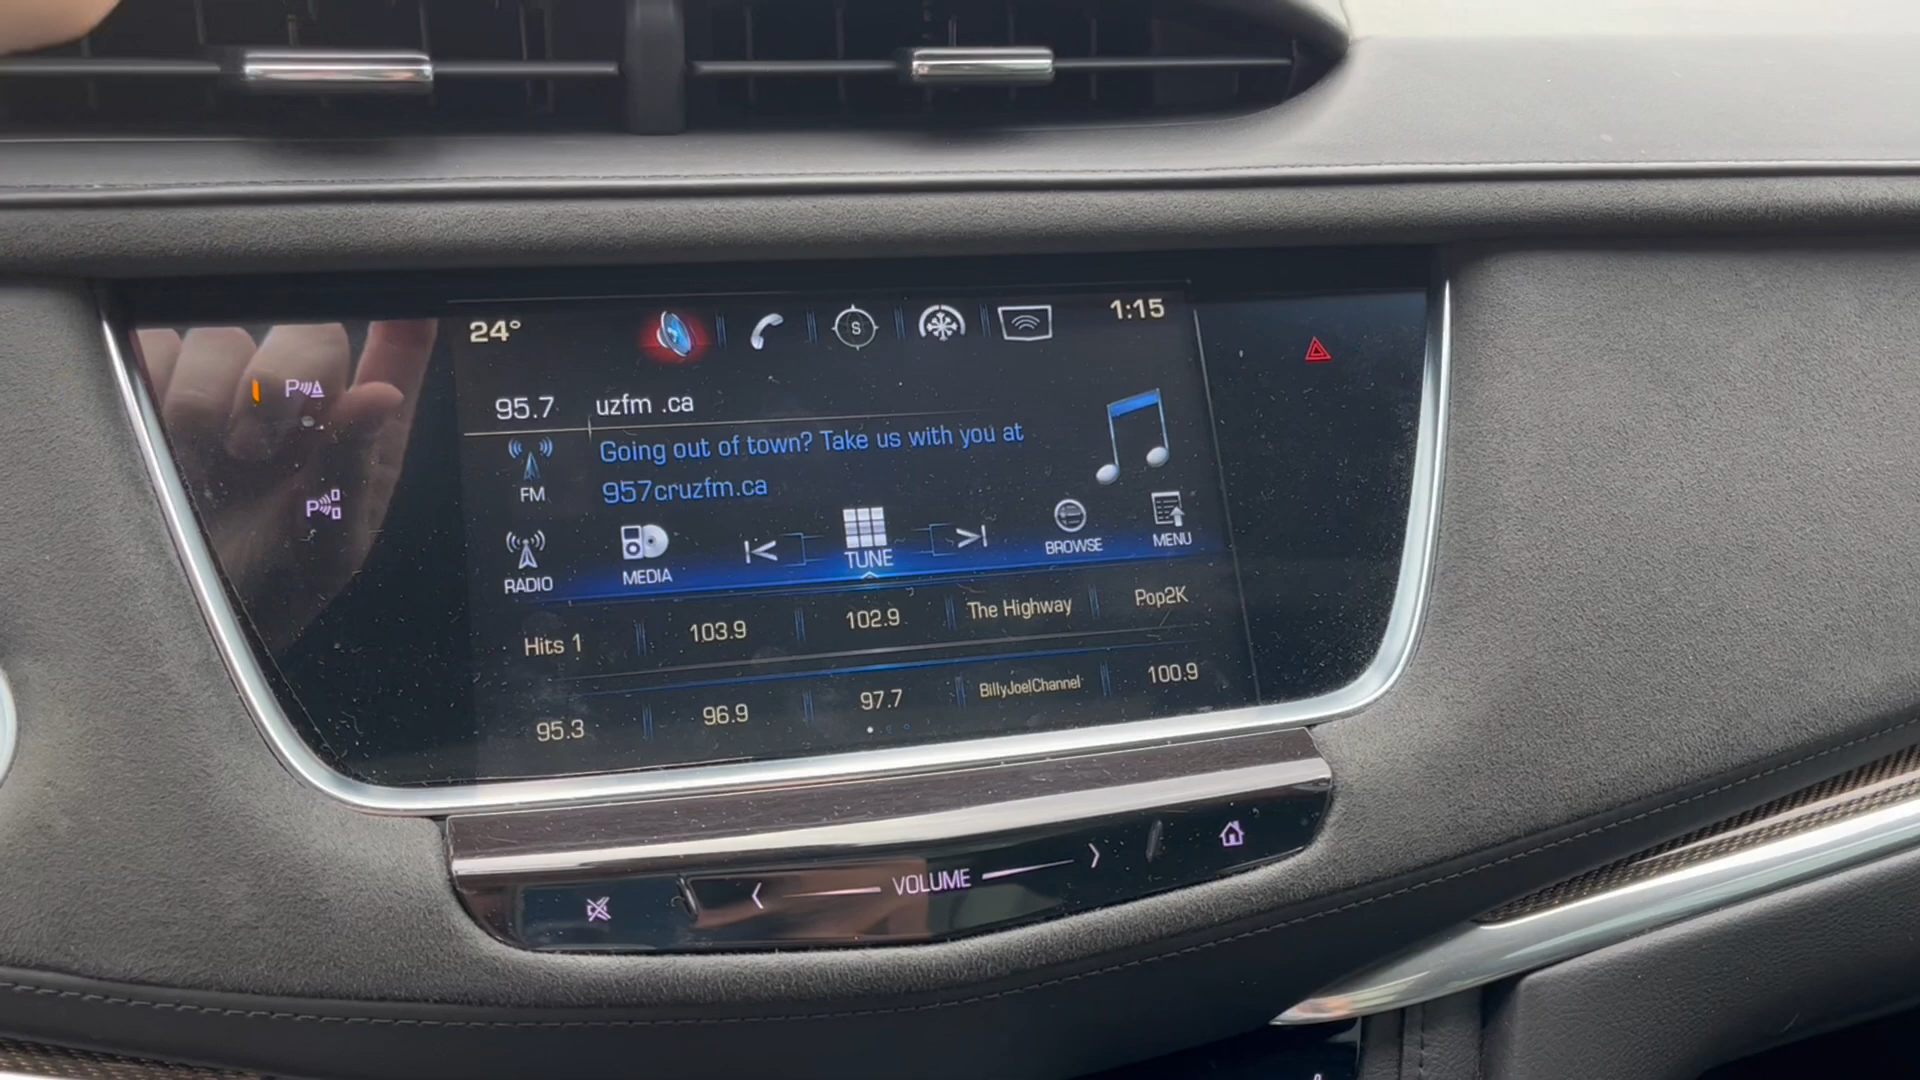 24° 1:15
S
95.7 uzfm .ca
Going out of town? Take us with you at
957cruzfm.ca
FM
RADIO MEDIA TUNE BROWSE MENU
Hits 1 103.9 102.9 The Highway Pop2K
95.3 96.9 97.7 BillyJoelChannel 100.9
P
P
VOLUME